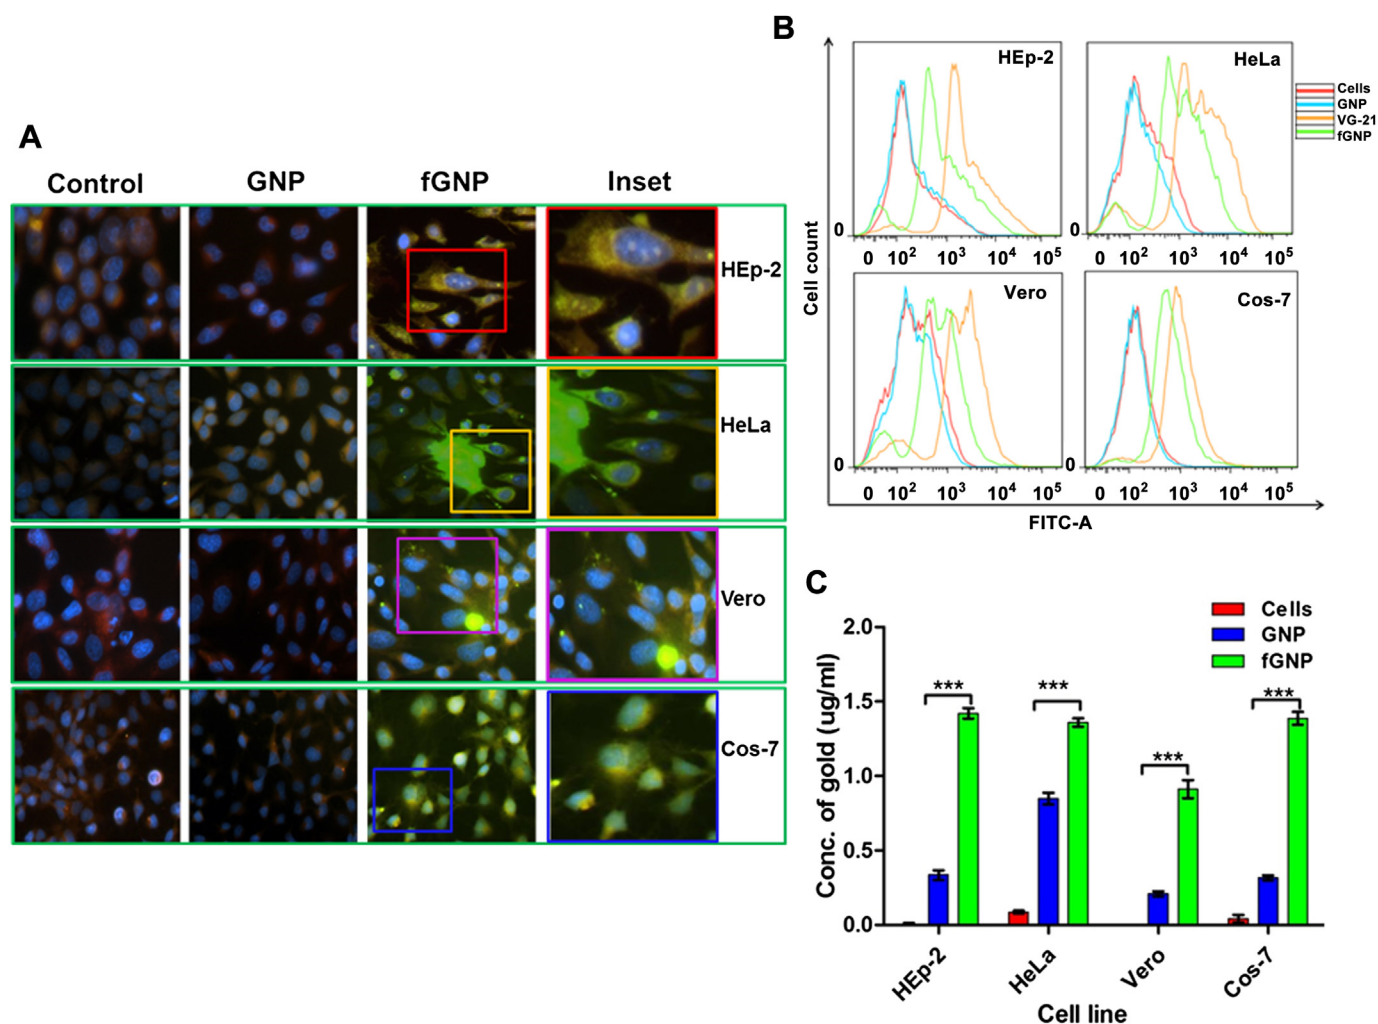 A
Control GNP fGNP Inset
HEp-2
HeLa
Vero
Cos-7
B
Cell count
HEp-2
0
0 10² 10³ 10⁴ 10⁵
HeLa
0
0 10² 10³ 10⁴ 10⁵
Cells
GNP
VG-21
fGNP
Vero
0
0 10² 10³ 10⁴ 10⁵
Cos-7
0
0 10² 10³ 10⁴ 10⁵
FITC-A
C
Cells
GNP
fGNP
Conc. of gold (ug/ml)
2.0
1.5
1.0
0.5
0.0
*** *** *** ***
HEp-2 HeLa Vero Cos-7
Cell line